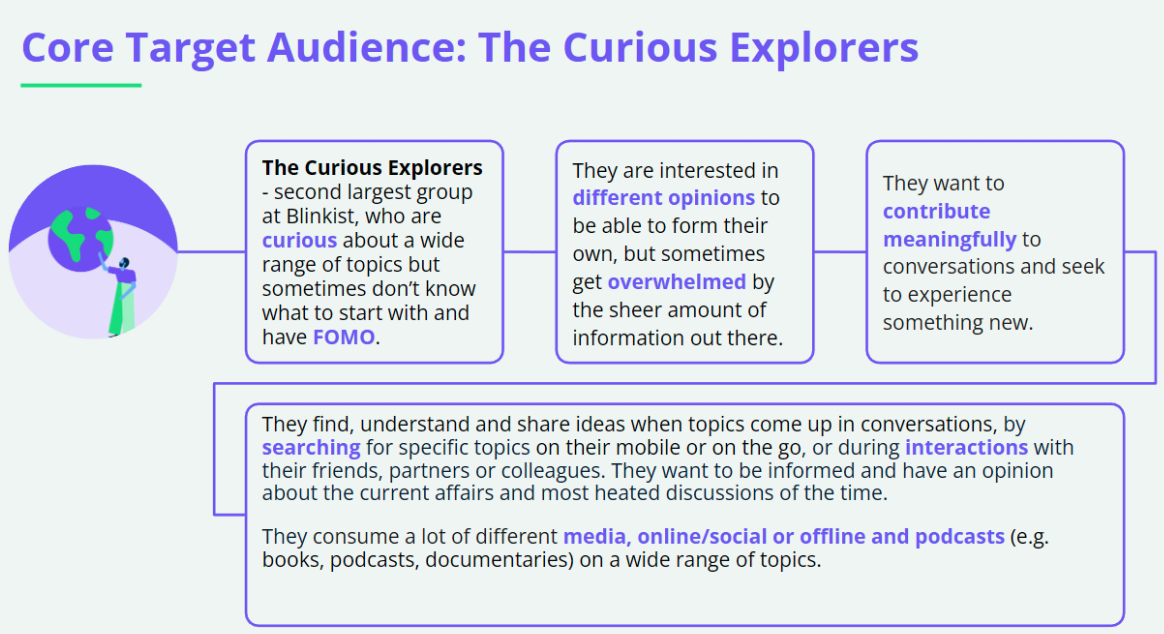 Core Target Audience: The Curious Explorers
The Curious Explorers
- second largest group
at Blinkist, who are
curious about a wide
range of topics but
sometimes don’t know
what to start with and
have FOMO.
They are interested in
different opinions to
be able to form their
own, but sometimes
get overwhelmed by
the sheer amount of
information out there.
They want to
contribute
meaningfully to
conversations and seek
to experience
something new.
They find, understand and share ideas when topics come up in conversations, by
searching for specific topics on their mobile or on the go, or during interactions with
their friends, partners or colleagues. They want to be informed and have an opinion
about the current affairs and most heated discussions of the time.
They consume a lot of different media, online/social or offline and podcasts (e.g.
books, podcasts, documentaries) on a wide range of topics.